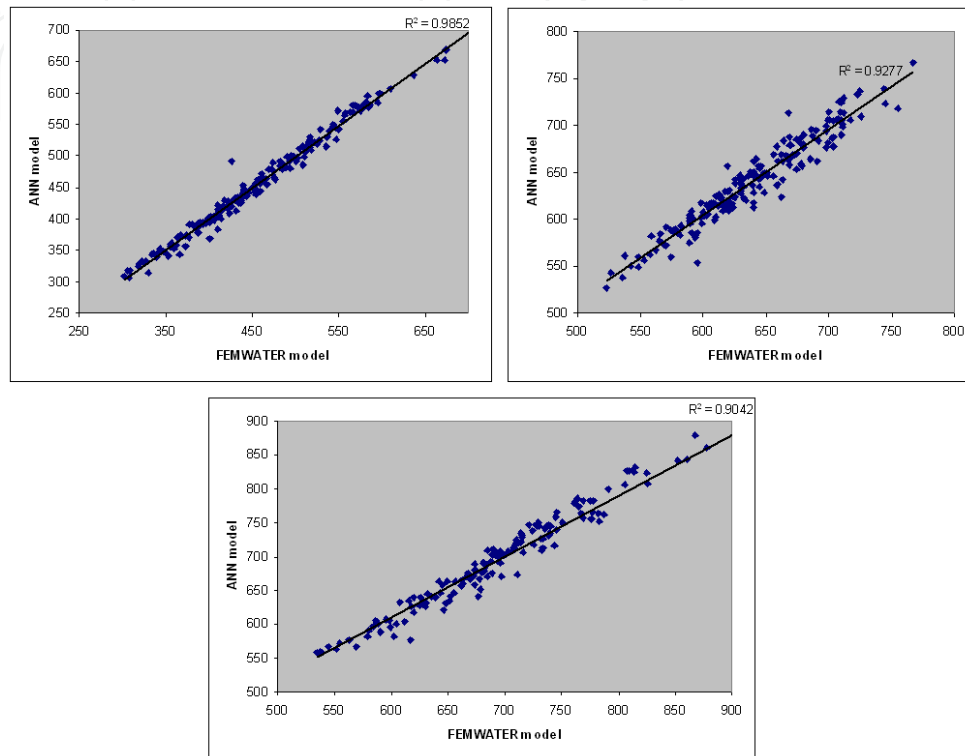 R² = 0.9852
700
650
600
550
500
450
400
350
300
250
250 350 450 550 650
ANN model
FEMWATER model
R² = 0.9277
800
750
700
650
600
550
500
500 550 600 650 700 750 800
ANN model
FEMWATER model
R² = 0.9042
900
850
800
750
700
650
600
550
500
500 550 600 650 700 750 800 850 900
ANN model
FEMWATER model